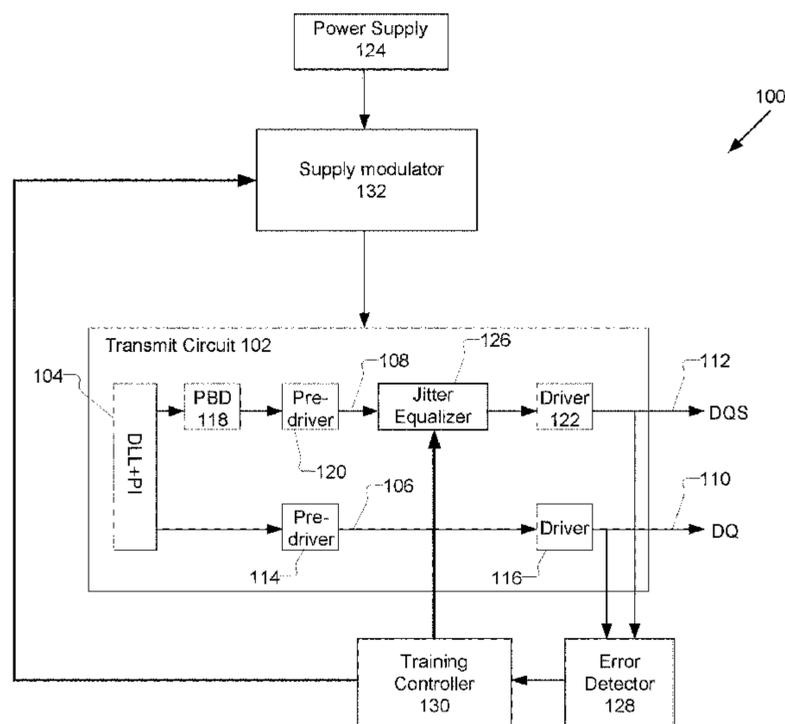 Power Supply
124
100
Supply modulator
132
Transmit Circuit 102
108
126
112
104
PBD
118
Pre-
driver
Jitter
Equalizer
Driver
122
DQS
DLL+PI
120
106
110
Pre-
driver
Driver
DQ
114
116
Training
Controller
130
Error
Detector
128